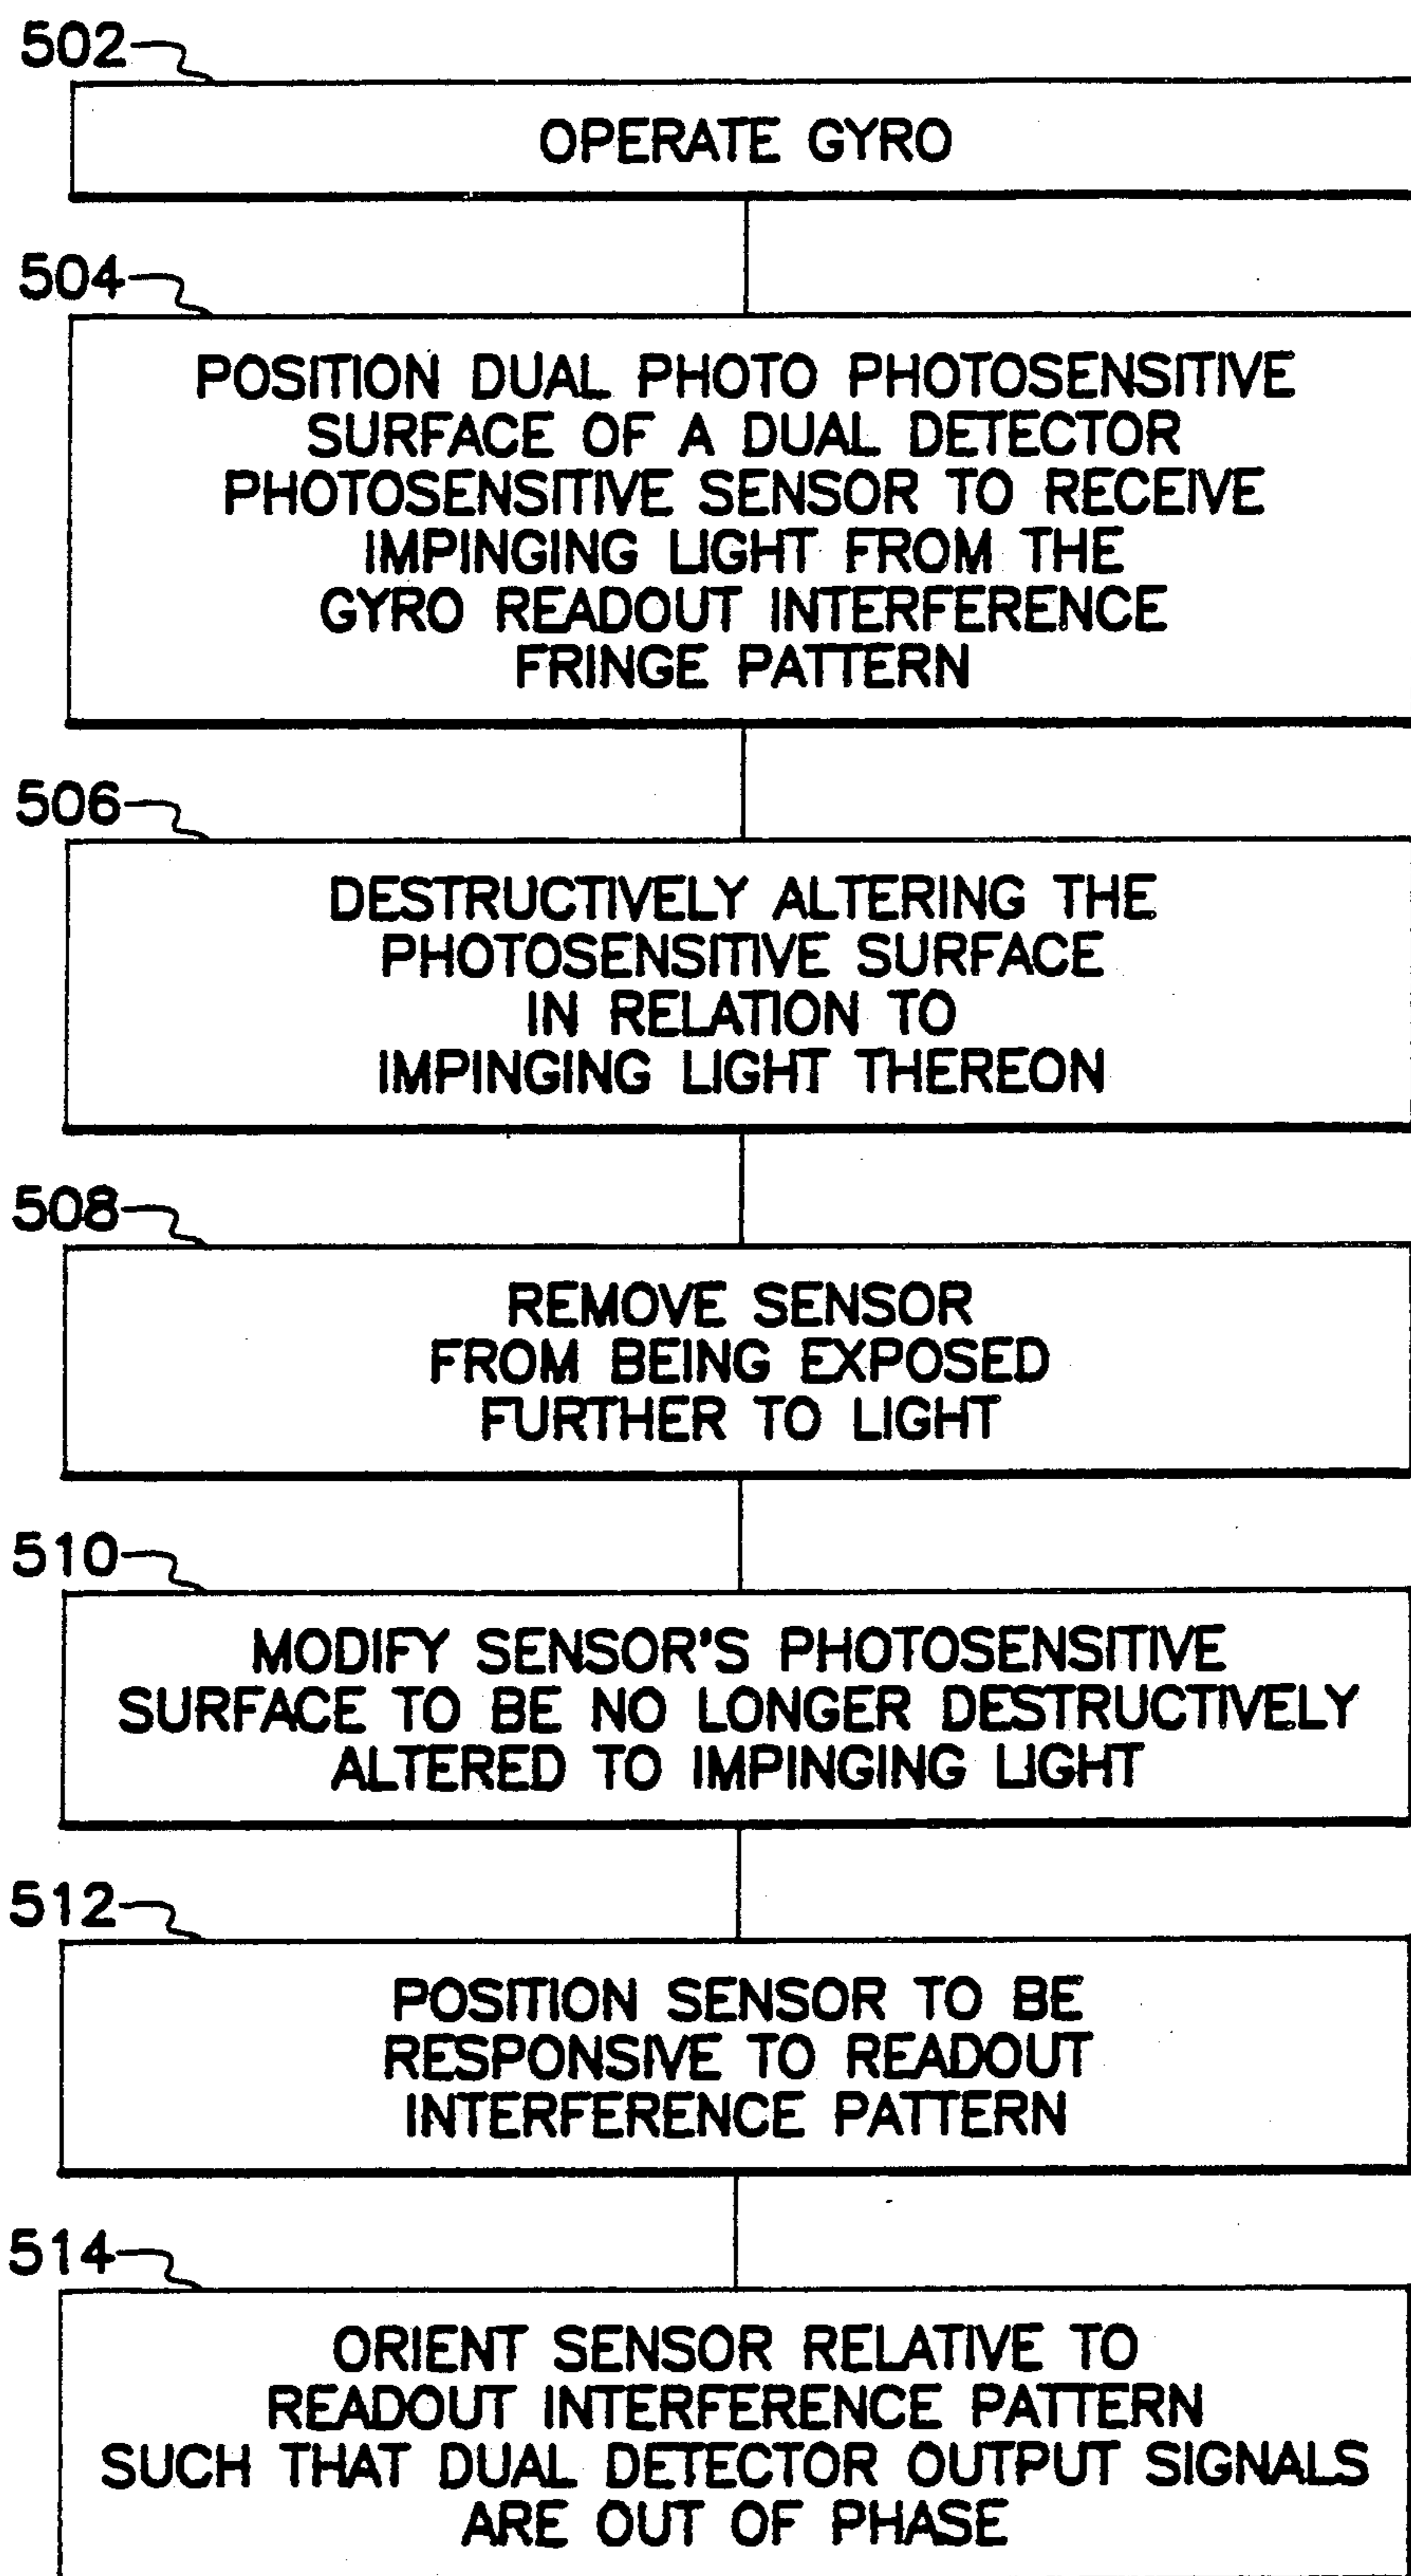 502
OPERATE GYRO
504
POSITION DUAL PHOTO PHOTOSENSITIVE
SURFACE OF A DUAL DETECTOR
PHOTOSENSITIVE SENSOR TO RECEIVE
IMPINGING LIGHT FROM THE
GYRO READOUT INTERFERENCE
FRINGE PATTERN
506
DESTRUCTIVELY ALTERING THE
PHOTOSENSITIVE SURFACE
IN RELATION TO
IMPINGING LIGHT THEREON
508
REMOVE SENSOR
FROM BEING EXPOSED
FURTHER TO LIGHT
510
MODIFY SENSOR'S PHOTOSENSITIVE
SURFACE TO BE NO LONGER DESTRUCTIVELY
ALTERED TO IMPINGING LIGHT
512
POSITION SENSOR TO BE
RESPONSIVE TO READOUT
INTERFERENCE PATTERN
514
ORIENT SENSOR RELATIVE TO
READOUT INTERFERENCE PATTERN
SUCH THAT DUAL DETECTOR OUTPUT SIGNALS
ARE OUT OF PHASE